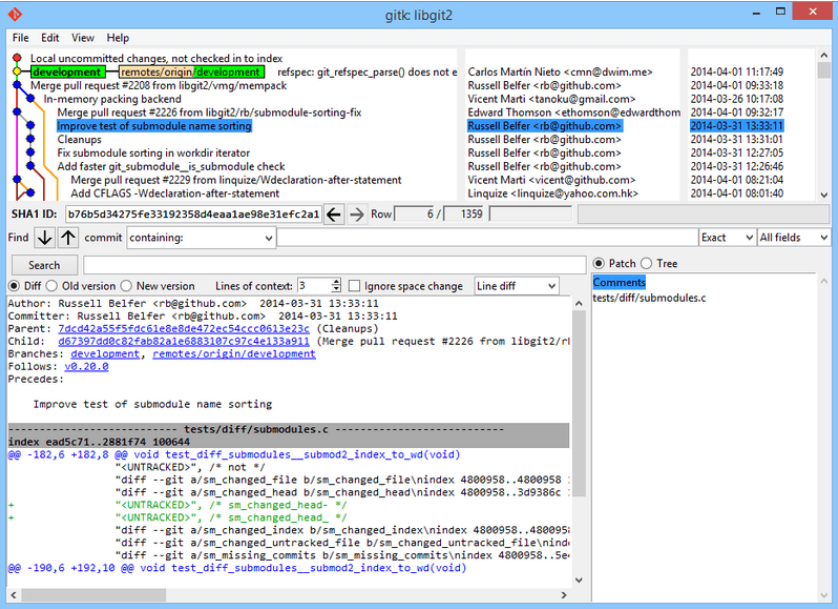 gitk: libgit2
File Edit View Help
Local uncommitted changes, not checked in to index
development remotes/origin/development refspec: git_refspec_parse() does not e Carlos Martín Nieto <cmn@dwim.me> 2014-04-01 11:17:49
Merge pull request #2208 from libgit2/vmg/mempack Russell Belfer <rb@github.com> 2014-04-01 09:33:18
In-memory packing backend Vicent Marti <tanoku@gmail.com> 2014-03-26 10:17:08
Merge pull request #2226 from libgit2/rb/submodule-sorting-fix Edward Thomson <ethomson@edwardthom 2014-04-01 09:32:17
Improve test of submodule name sorting Russell Belfer <rb@github.com> 2014-03-31 13:33:11
Cleanups Russell Belfer <rb@github.com> 2014-03-31 13:31:01
Fix submodule sorting in workdir iterator Russell Belfer <rb@github.com> 2014-03-31 12:27:05
Add faster git_submodule__is_submodule check Russell Belfer <rb@github.com> 2014-03-31 12:26:46
Merge pull request #2229 from linquize/Wdeclaration-after-statement Vicent Marti <vicent@github.com> 2014-04-01 08:21:04
Add CFLAGS -Wdeclaration-after-statement Linquize <linquize@yahoo.com.hk> 2014-04-01 08:01:40
SHA1 ID: b76b5d34275fe33192358d4eaa1ae98e31efc2a1 Row 6 / 1359
Find commit containing: Exact All fields
Search Patch Tree
Diff Old version New version Lines of context: 3 Ignore space change Line diff
Comments
tests/diff/submodules.c
Author: Russell Belfer <rb@github.com> 2014-03-31 13:33:11
Committer: Russell Belfer <rb@github.com> 2014-03-31 13:33:11
Parent: 7dcd42a55f5fdc61e8e8de472ec54ccc0613e23c (Cleanups)
Child: d67397dd0c82fab82a1e6883107c97c4e133a911 (Merge pull request #2226 from libgit2/rl
Branches: development, remotes/origin/development
Follows: v0.20.0
Precedes:
Improve test of submodule name sorting
-------------------------- tests/diff/submodules.c --------------------------
index ead5c71..2881f74 100644
@@ -182,6 +182,8 @@ void test_diff_submodules__submod2_index_to_wd(void)
"<UNTRACKED>", /* not */
"diff --git a/sm_changed_file b/sm_changed_file\nindex 4800958..4800958
"diff --git a/sm_changed_head b/sm_changed_head\nindex 4800958..3d9386c
+ "<UNTRACKED>", /* sm_changed_head- */
+ "<UNTRACKED>", /* sm_changed_head_ */
"diff --git a/sm_changed_index b/sm_changed_index\nindex 4800958..480095
"diff --git a/sm_changed_untracked_file b/sm_changed_untracked_file\nind
"diff --git a/sm_missing_commits b/sm_missing_commits\nindex 4800958..5e
@@ -190,6 +192,10 @@ void test_diff_submodules__submod2_index_to_wd(void)